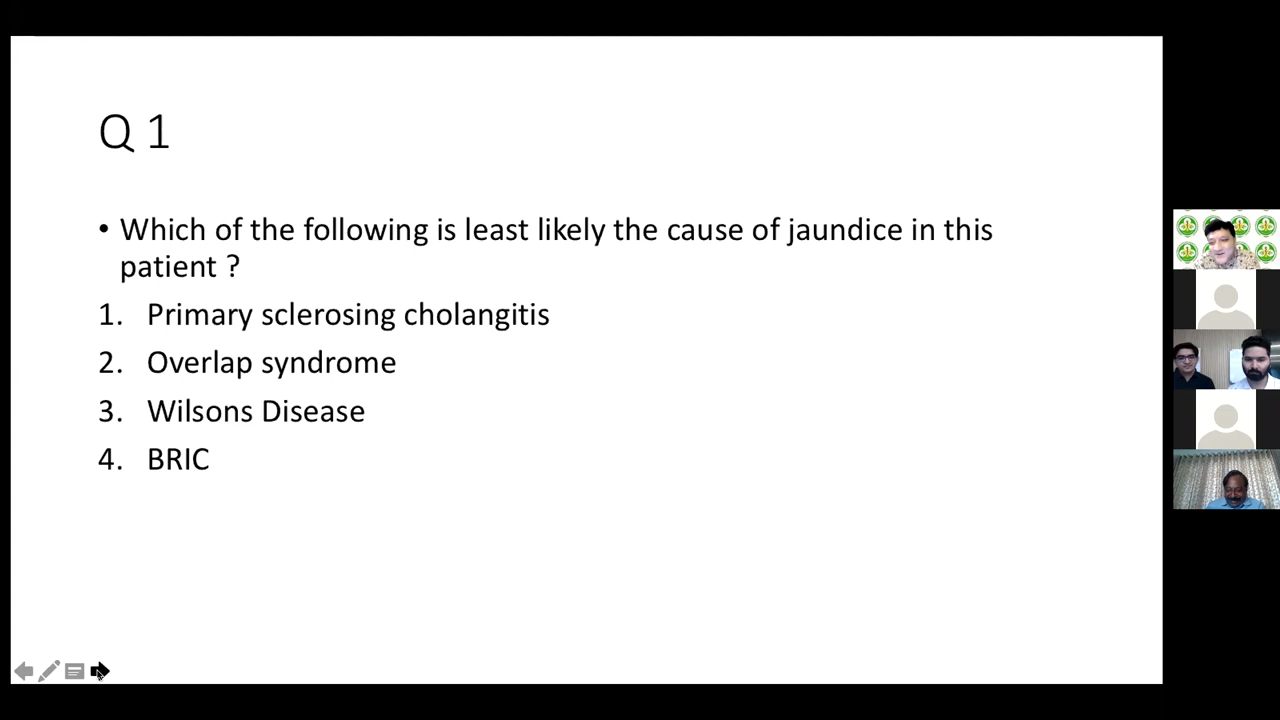 Q 1
• Which of the following is least likely the cause of jaundice in this
patient ?
1. Primary sclerosing cholangitis
2. Overlap syndrome
3. Wilsons Disease
4. BRIC